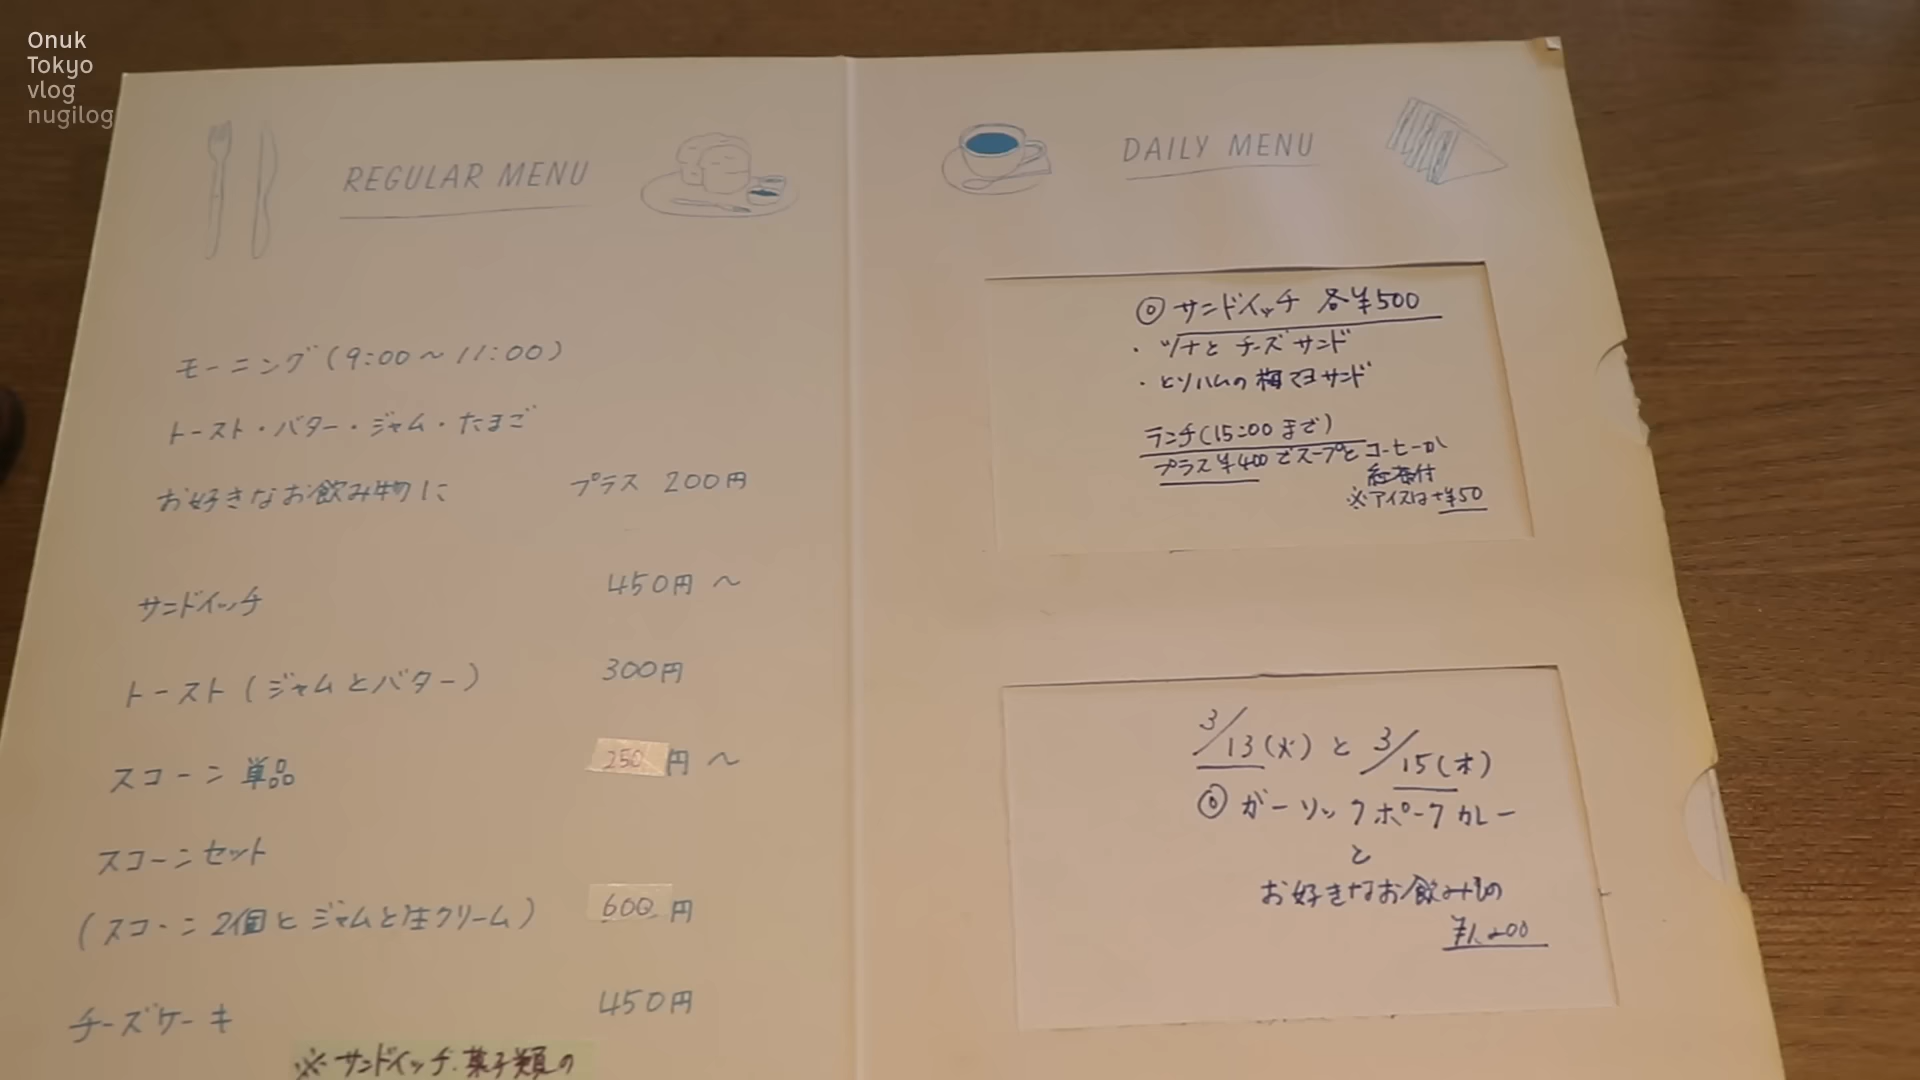 Onuk
Tokyo
vlog
nugilog
REGULAR MENU
モーニング(9:00〜11:00)
トースト・バター・ジャム・たまご
お好きなお飲み物に プラス 200円
サンドイッチ 450円 〜
トースト(ジャムとバター) 300円
スコーン 単品 250円 〜
スコーンセット
(スコーン2個とジャムと生クリーム) 600円
チーズケーキ 450円
※サンドイッチ.菓子類の
DAILY MENU
◎サンドイッチ 各¥500
・ツナとチーズサンド
・とりハムの梅マヨサンド
ランチ(15:00まで)
プラス¥400でスープとコーヒーか
紅茶付
※アイスは+¥50
3/13(火)と3/15(木)
◎ガーリックポークカレー
と
お好きなお飲みもの
¥1,200